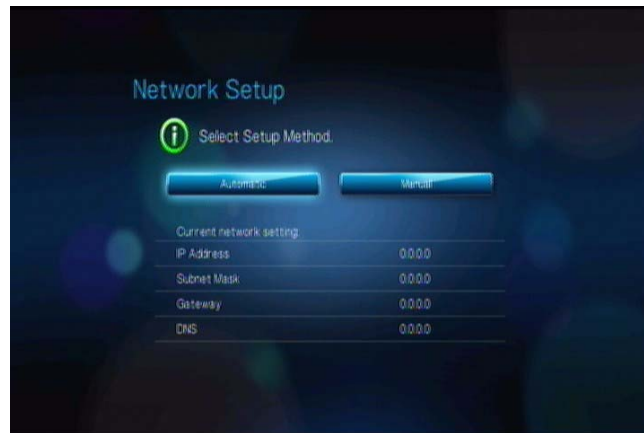 Network Setup
Select Setup Method.
Automatic Manual
Current network setting:
IP Address 0.0.0.0
Subnet Mask 0.0.0.0
Gateway 0.0.0.0
DNS 0.0.0.0